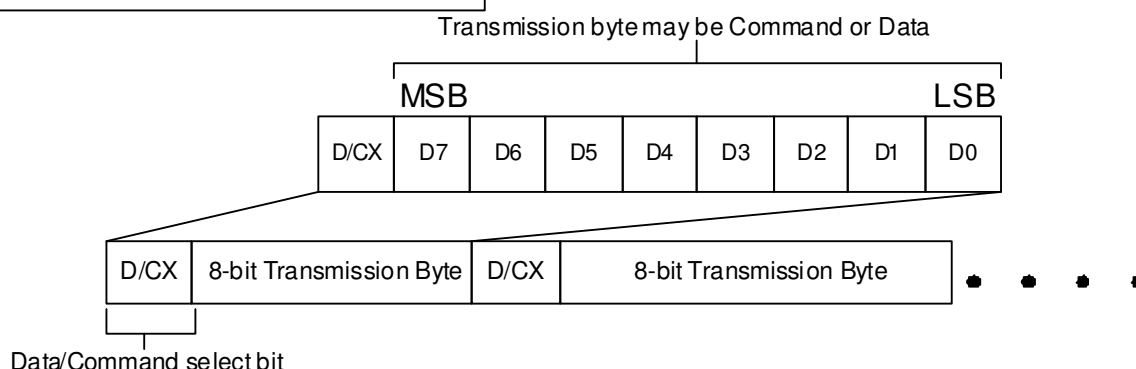 Transmission byte may be Command or Data
MSB LSB
D/CX D7 D6 D5 D4 D3 D2 D1 D0
D/CX 8-bit Transmission Byte D/CX 8-bit Transmission Byte
Data/Command select bit